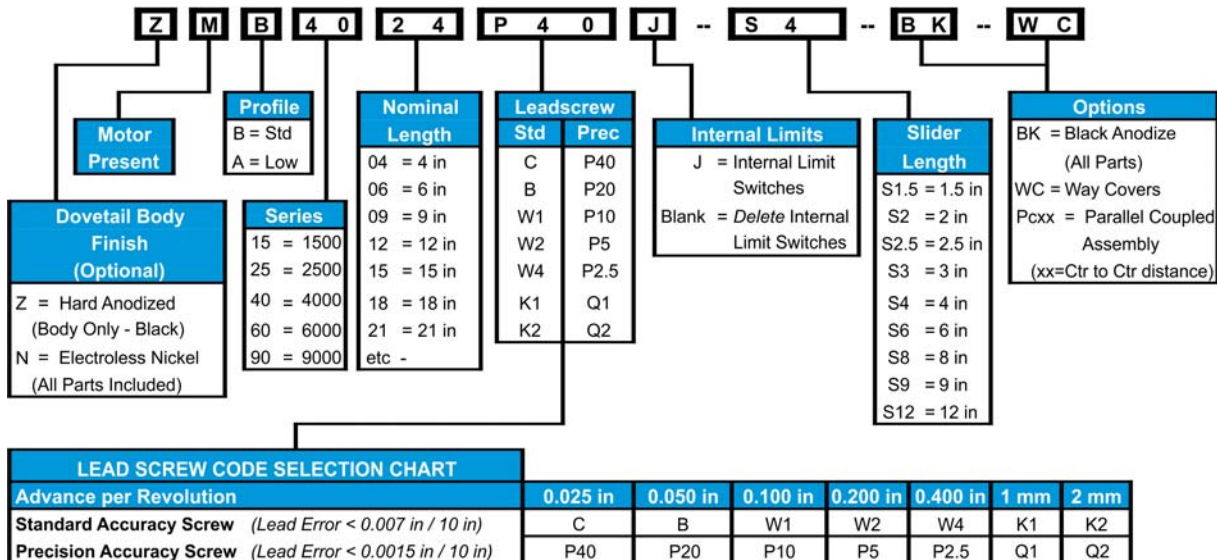 Z M B 4 0 2 4 P 4 0 J -- S 4 -- B K -- W C
Dovetail Body
Finish
(Optional)
Z = Hard Anodized
(Body Only - Black)
N = Electroless Nickel
(All Parts Included)
Motor
Present
Profile
B = Std
A = Low
Series
15 = 1500
25 = 2500
40 = 4000
60 = 6000
90 = 9000
Nominal
Length
04 = 4 in
06 = 6 in
09 = 9 in
12 = 12 in
15 = 15 in
18 = 18 in
21 = 21 in
etc -
Leadscrew
Std Prec
C P40
B P20
W1 P10
W2 P5
W4 P2.5
K1 Q1
K2 Q2
Internal Limits
J = Internal Limit
Switches
Blank = Delete Internal
Limit Switches
Slider
Length
S1.5 = 1.5 in
S2 = 2 in
S2.5 = 2.5 in
S3 = 3 in
S4 = 4 in
S6 = 6 in
S8 = 8 in
S9 = 9 in
S12 = 12 in
Options
BK = Black Anodize
(All Parts)
WC = Way Covers
Pcxx = Parallel Coupled
Assembly
(xx=Ctr to Ctr distance)
LEAD SCREW CODE SELECTION CHART
Advance per Revolution 0.025 in 0.050 in 0.100 in 0.200 in 0.400 in 1 mm 2 mm
Standard Accuracy Screw (Lead Error < 0.007 in / 10 in) C B W1 W2 W4 K1 K2
Precision Accuracy Screw (Lead Error < 0.0015 in / 10 in) P40 P20 P10 P5 P2.5 Q1 Q2